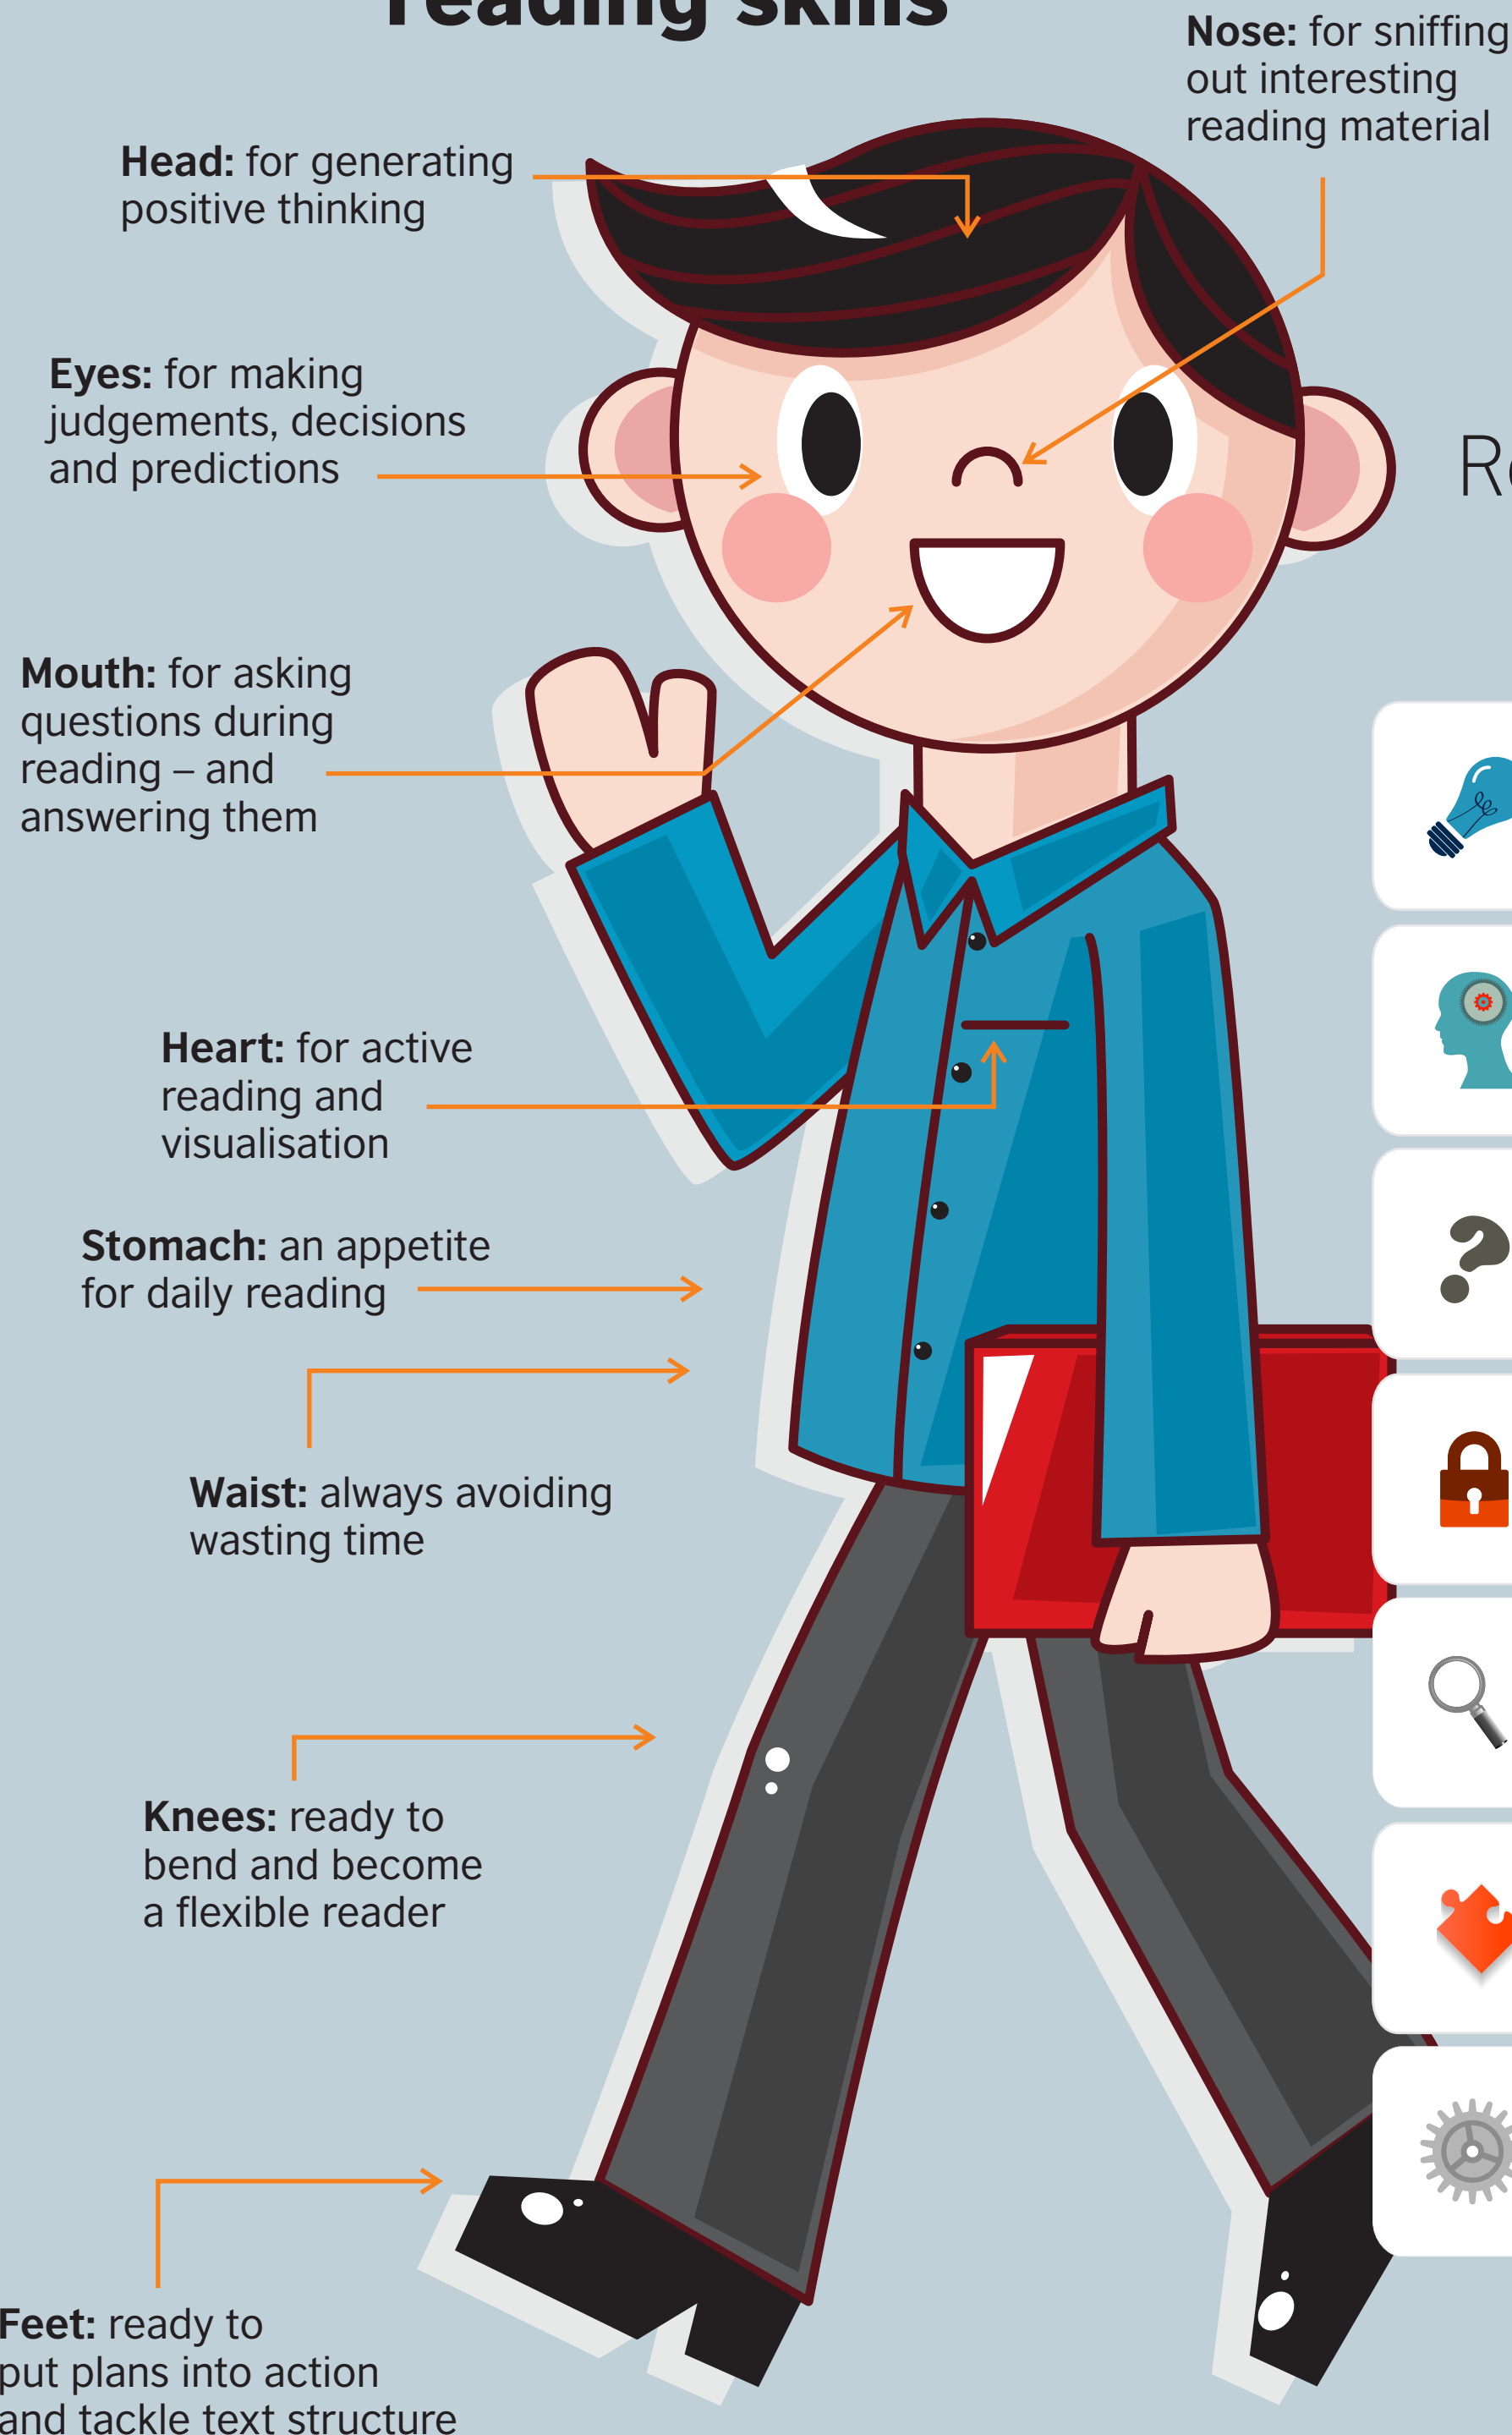 reading skills
Nose: for sniffing
out interesting
reading material
Head: for generating
positive thinking
Eyes: for making
judgements, decisions
and predictions
Mouth: for asking
questions during
reading – and
answering them
Heart: for active
reading and
visualisation
Stomach: an appetite
for daily reading
Waist: always avoiding
wasting time
Knees: ready to
bend and become
a flexible reader
Feet: ready to
put plans into action
and tackle text structure